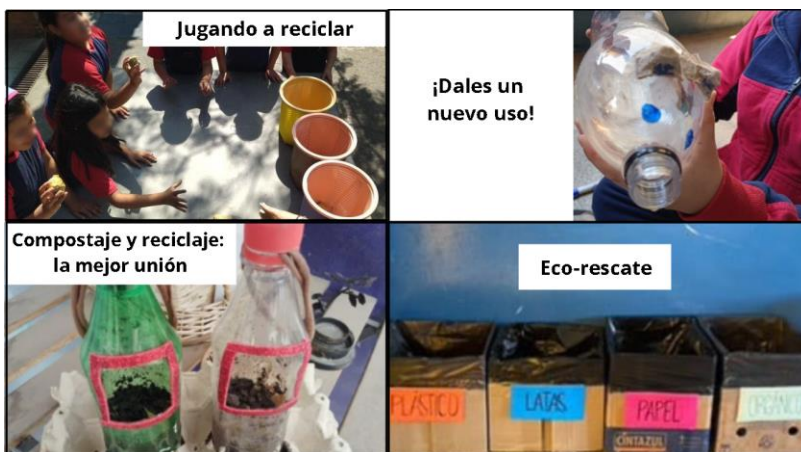 Jugando a reciclar
¡Dales un
nuevo uso!
Compostaje y reciclaje:
la mejor unión
Eco-rescate
PLÁSTICO
LATAS
PAPEL
ORGÁNICO
CINTAZUL